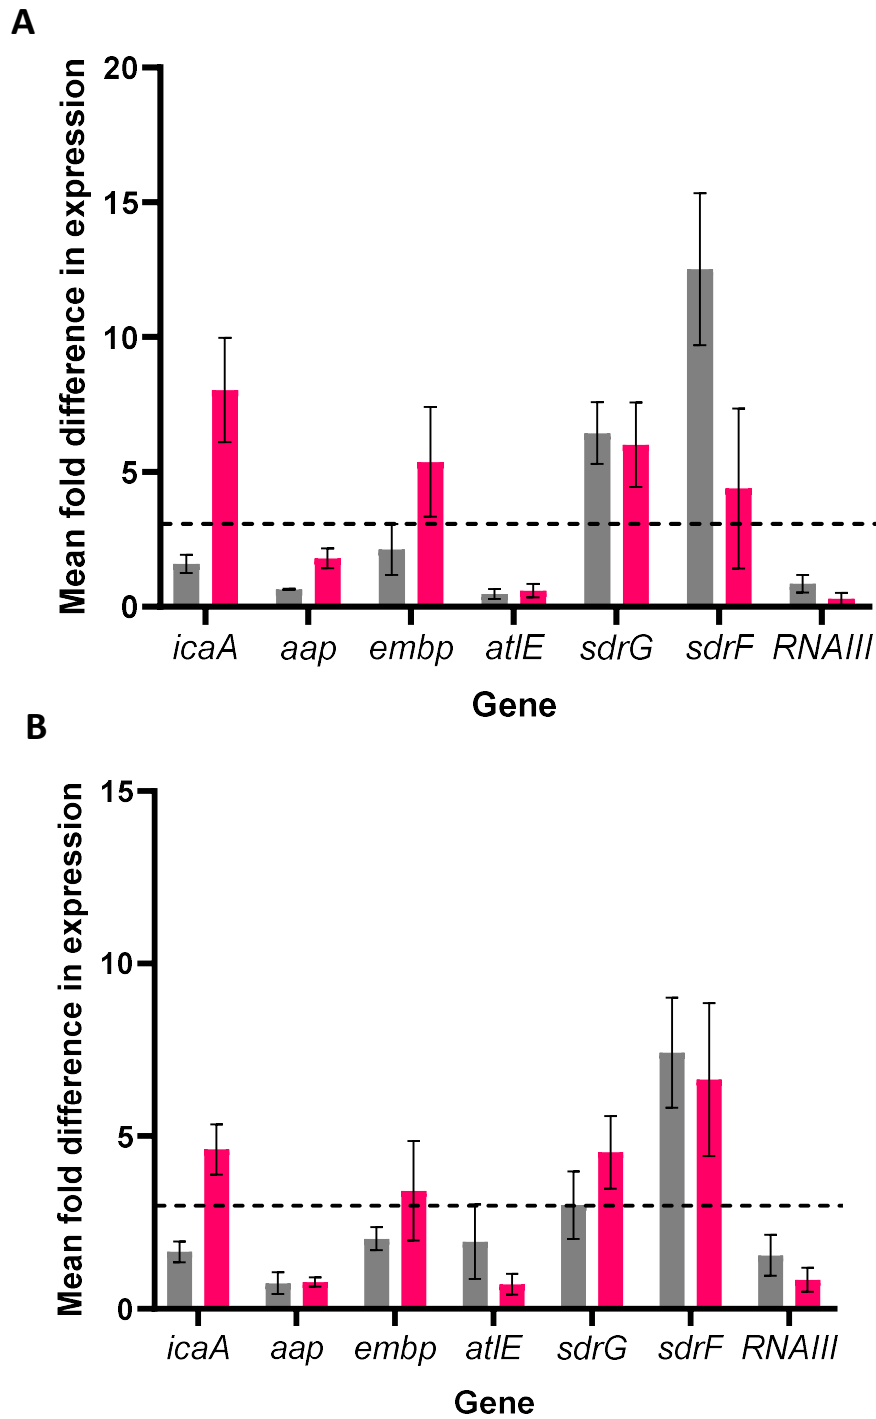 A
Mean fold difference in expression
20
15
10
5
0
icaA aap embp atlE sdrG sdrF RNAIII
Gene
B
Mean fold difference in expression
15
10
5
0
icaA aap embp atlE sdrG sdrF RNAIII
Gene